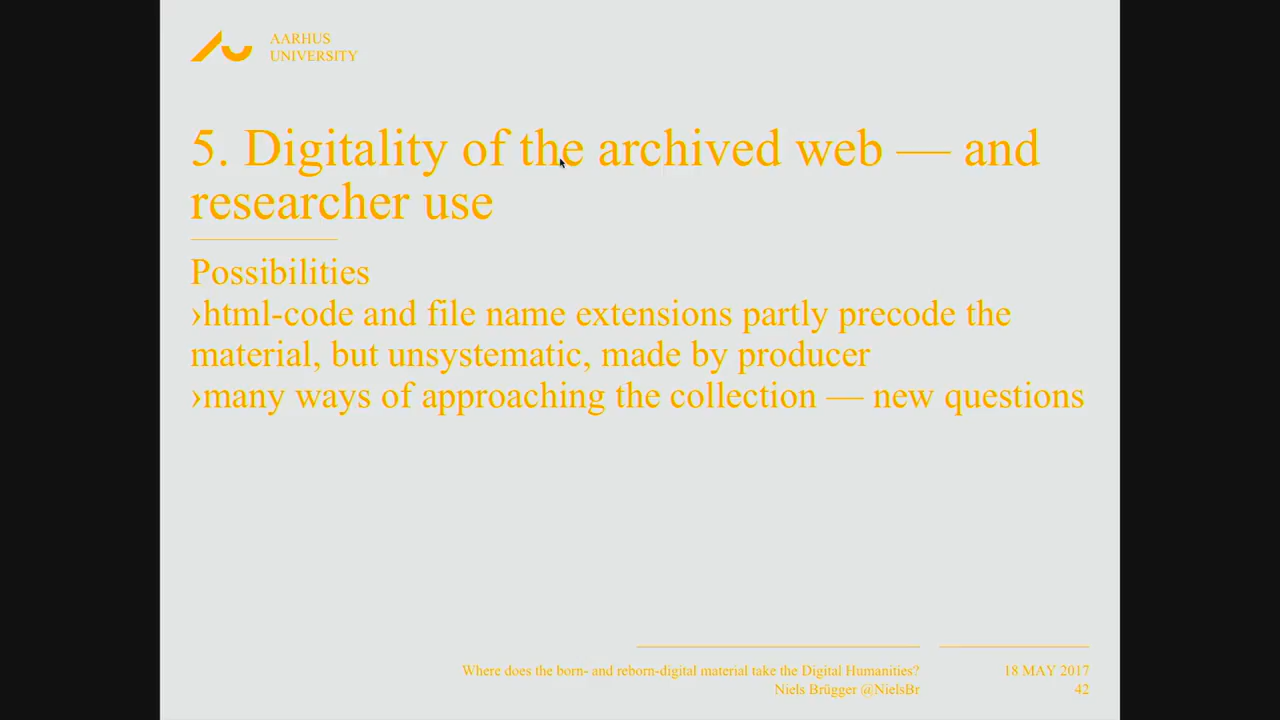 AARHUS
UNIVERSITY
5. Digitality of the archived web — and
researcher use
Possibilities
›html-code and file name extensions partly precode the
material, but unsystematic, made by producer
›many ways of approaching the collection — new questions
Where does the born- and reborn-digital material take the Digital Humanities?
Niels Brügger @NielsBr
18 MAY 2017
42